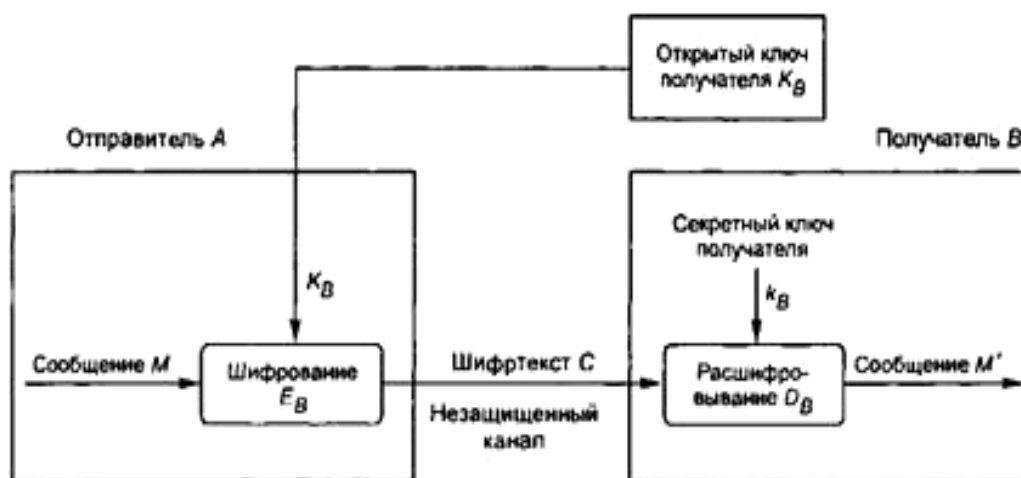 Открытый ключ
получателя K_B
Отправитель A
Получатель B
Секретный ключ
получателя
K_B
k_B
Сообщение M
Шифрование
E_B
Шифртекст C
Незащищенный
канал
Расшифро-
вывание D_B
Сообщение M'